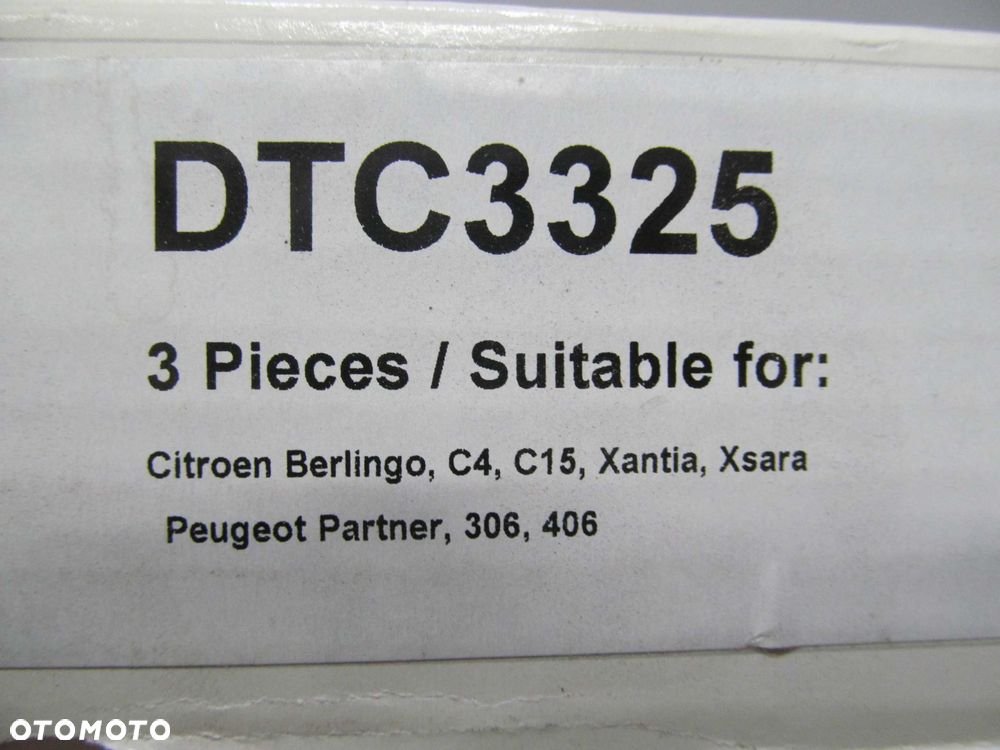 DTC3325
3 Pieces / Suitable for:
Citroen Berlingo, C4, C15, Xantia, Xsara
Peugeot Partner, 306, 406
OTOMOTO